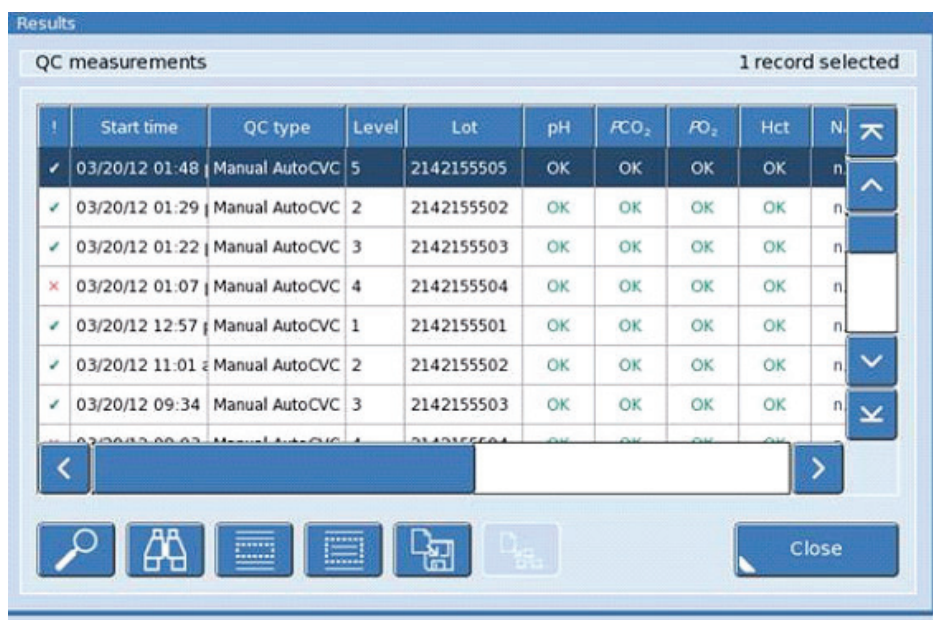 Results
QC measurements 1 record selected
! Start time QC type Level Lot pH PCO₂ PO₂ Hct N
✓ 03/20/12 01:48 Manual AutoCVC 5 2142155505 OK OK OK OK n.
✓ 03/20/12 01:29 Manual AutoCVC 2 2142155502 OK OK OK OK n.
✓ 03/20/12 01:22 Manual AutoCVC 3 2142155503 OK OK OK OK n.
× 03/20/12 01:07 Manual AutoCVC 4 2142155504 OK OK OK OK n.
✓ 03/20/12 12:57 Manual AutoCVC 1 2142155501 OK OK OK OK n.
✓ 03/20/12 11:01 a Manual AutoCVC 2 2142155502 OK OK OK OK n.
✓ 03/20/12 09:34 Manual AutoCVC 3 2142155503 OK OK OK OK n.
Close